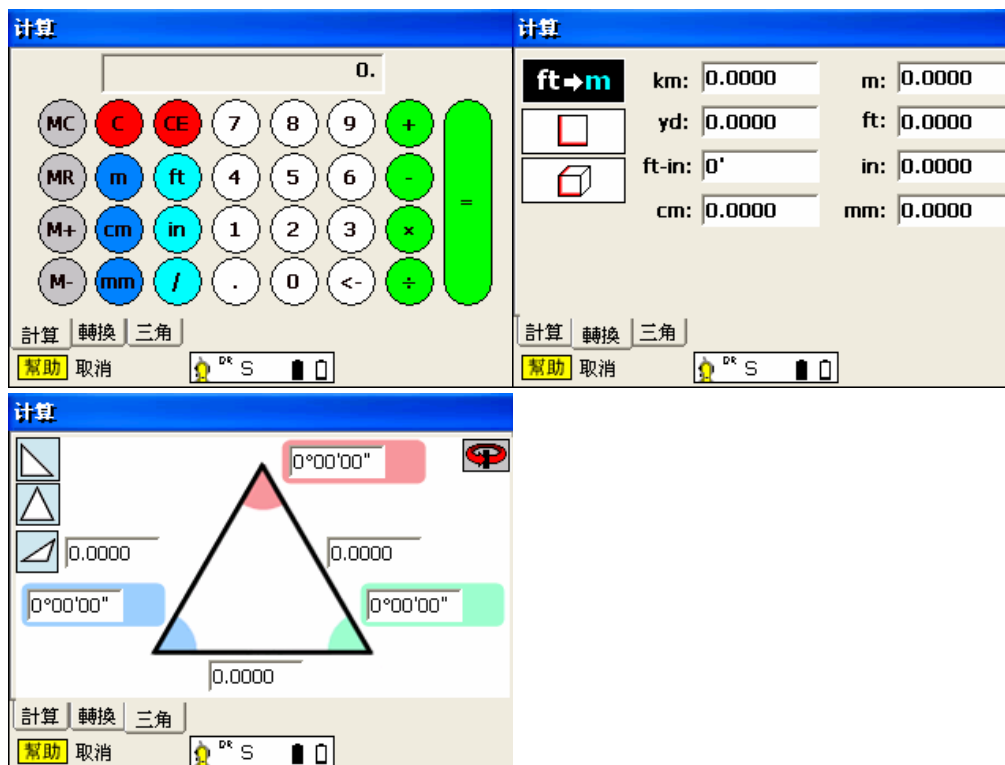 计算
0.
MC C CE 7 8 9 +
MR m ft 4 5 6 -
M+ cm in 1 2 3 × =
M- mm / . 0 <- ÷
計算 轉換 三角
幫助 取消 DR S
计算
ft→m km: 0.0000 m: 0.0000
yd: 0.0000 ft: 0.0000
ft-in: 0' in: 0.0000
cm: 0.0000 mm: 0.0000
計算 轉換 三角
幫助 取消 DR S
计算
0°00'00"
0.0000 0.0000
0°00'00" 0°00'00"
0.0000
計算 轉換 三角
幫助 取消 DR S